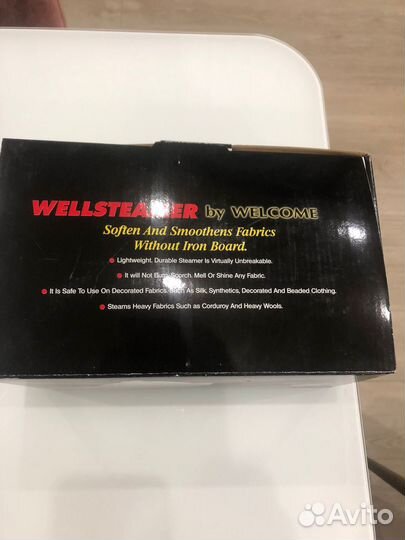 WELLSTEAMER by WELCOME
Soften And Smoothens Fabrics
Without Iron Board.
Lightweight. Durable Steamer Is Virtually Unbreakable.
It will Not Burn, Scorch. Melt Or Shine Any Fabric.
It Is Safe To Use On Decorated Fabrics, Such As Silk, Synthetics, Decorated And Beaded Clothing.
Steams Heavy Fabrics Such as Corduroy And Heavy Wools.
Avito